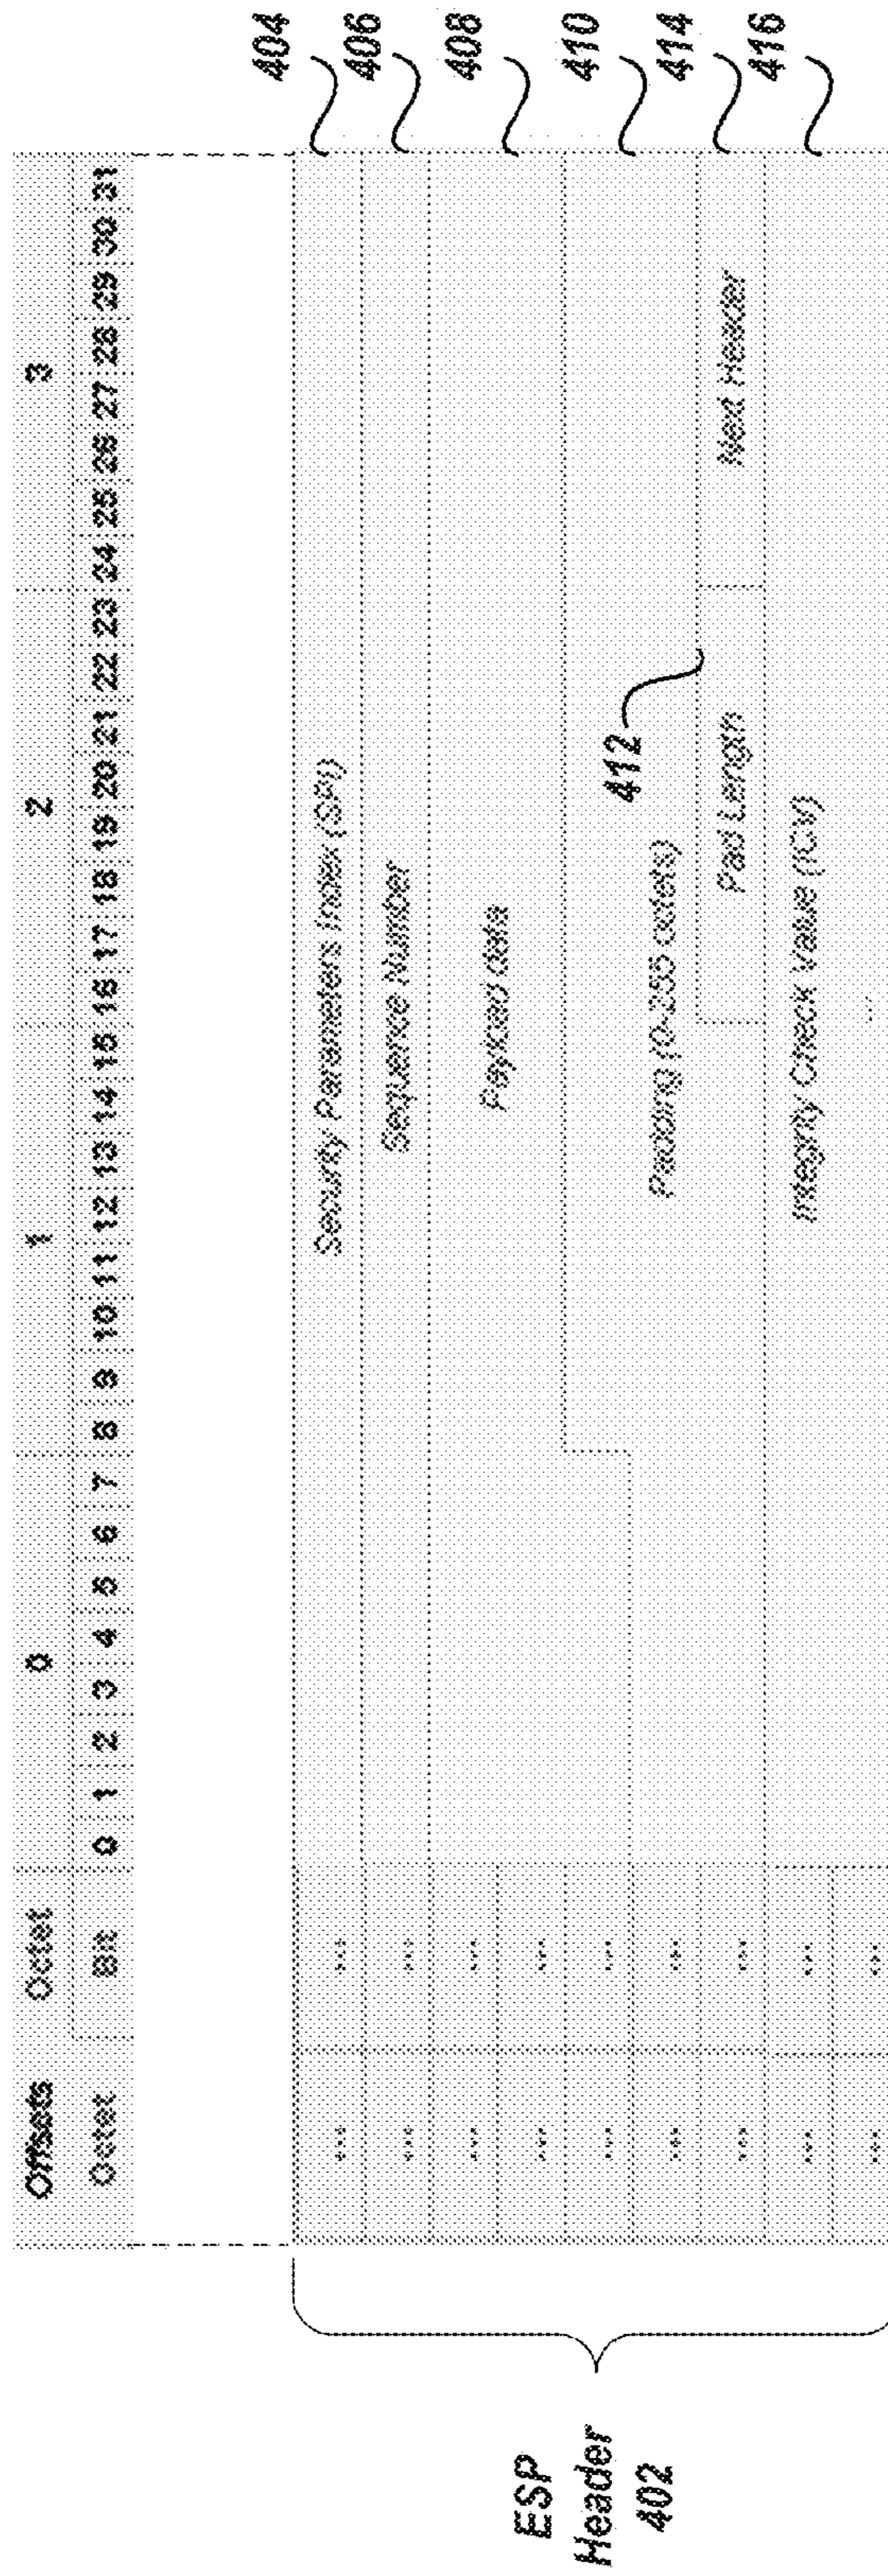 Offsets Octet 0 1 2 3
Octet Bit 0 1 2 3 4 5 6 7 8 9 10 11 12 13 14 15 16 17 18 19 20 21 22 23 24 25 26 27 28 29 30 31
ESP
Header
402
... ... Security Parameters Index (SPI) 404
... ... Sequence Number 406
... ... Payload data 408
... ...
... ... 410
412
... ... Padding (0-255 octets)
... ... Pad Length Next Header 414
... ... Integrity Check Value (ICV) 416
... ... ...